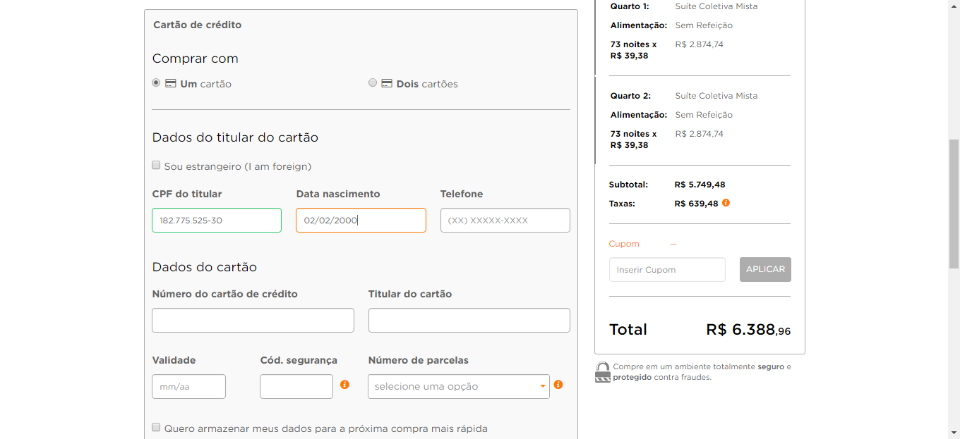 Cartão de crédito
Comprar com
Um cartão
Dois cartões
Dados do titular do cartão
Sou estrangeiro (I am foreign)
CPF do titular
Data nascimento
Telefone
182.775.525-30
02/02/2000
(XX) XXXXX-XXXX
Dados do cartão
Número do cartão de crédito
Titular do cartão
Validade
Cód. segurança
Número de parcelas
mm/aa
selecione uma opção
Quero armazenar meus dados para a próxima compra mais rápida
Quarto 1: Suíte Coletiva Mista
Alimentação: Sem Refeição
73 noites x R$ 2.874,74
R$ 39,38
Quarto 2: Suíte Coletiva Mista
Alimentação: Sem Refeição
73 noites x R$ 2.874,74
R$ 39,38
Subtotal: R$ 5.749,48
Taxas: R$ 639,48
Cupom --
Inserir Cupom
APLICAR
Total R$ 6.388,96
Compre em um ambiente totalmente seguro e
protegido contra fraudes.